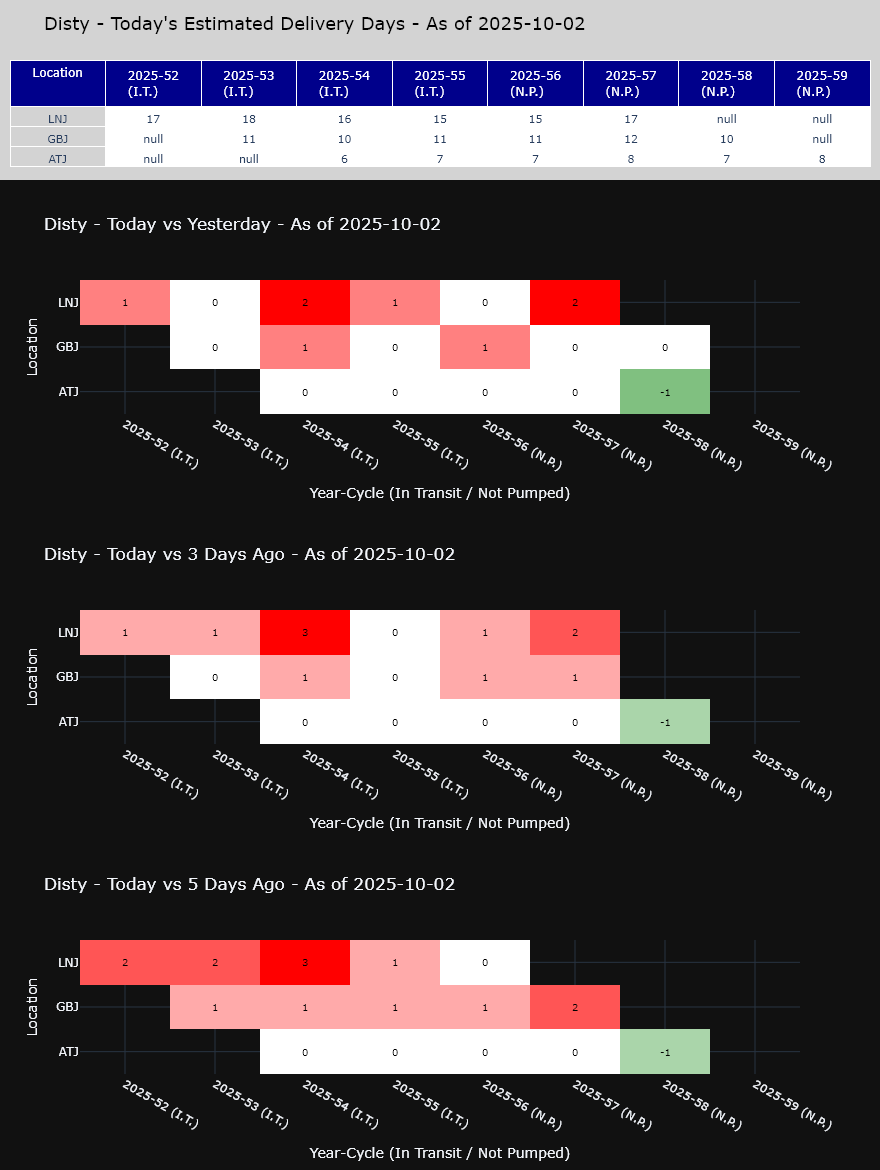 Disty - Today's Estimated Delivery Days - As of 2025-10-02
Location 2025-52 (I.T.) 2025-53 (I.T.) 2025-54 (I.T.) 2025-55 (I.T.) 2025-56 (N.P.) 2025-57 (N.P.) 2025-58 (N.P.) 2025-59 (N.P.)
LNJ 17 18 16 15 15 17 null null
GBJ null 11 10 11 11 12 10 null
ATJ null null 6 7 7 8 7 8
Disty - Today vs Yesterday - As of 2025-10-02
Location
LNJ 1 0 2 1 0 2
GBJ 0 1 0 1 0 0
ATJ 0 0 0 0 -1
2025-52 (I.T.) 2025-53 (I.T.) 2025-54 (I.T.) 2025-55 (I.T.) 2025-56 (N.P.) 2025-57 (N.P.) 2025-58 (N.P.) 2025-59 (N.P.)
Year-Cycle (In Transit / Not Pumped)
Disty - Today vs 3 Days Ago - As of 2025-10-02
Location
LNJ 1 1 3 0 1 2
GBJ 0 1 0 1 1
ATJ 0 0 0 0 -1
2025-52 (I.T.) 2025-53 (I.T.) 2025-54 (I.T.) 2025-55 (I.T.) 2025-56 (N.P.) 2025-57 (N.P.) 2025-58 (N.P.) 2025-59 (N.P.)
Year-Cycle (In Transit / Not Pumped)
Disty - Today vs 5 Days Ago - As of 2025-10-02
Location
LNJ 2 2 3 1 0
GBJ 1 1 1 1 2
ATJ 0 0 0 0 -1
2025-52 (I.T.) 2025-53 (I.T.) 2025-54 (I.T.) 2025-55 (I.T.) 2025-56 (N.P.) 2025-57 (N.P.) 2025-58 (N.P.) 2025-59 (N.P.)
Year-Cycle (In Transit / Not Pumped)